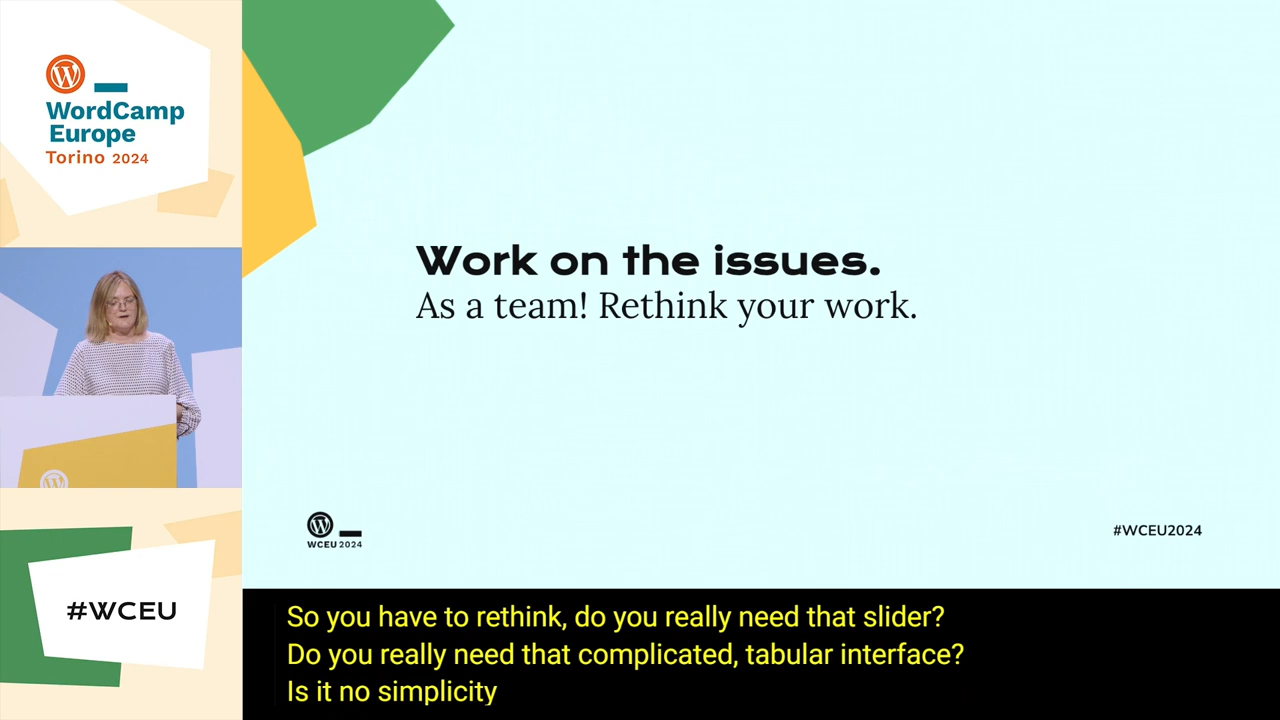 WordCamp
Europe
Torino 2024
#WCEU
Work on the issues.
As a team! Rethink your work.
WCEU 2024
#WCEU2024
So you have to rethink, do you really need that slider?
Do you really need that complicated, tabular interface?
Is it no simplicity